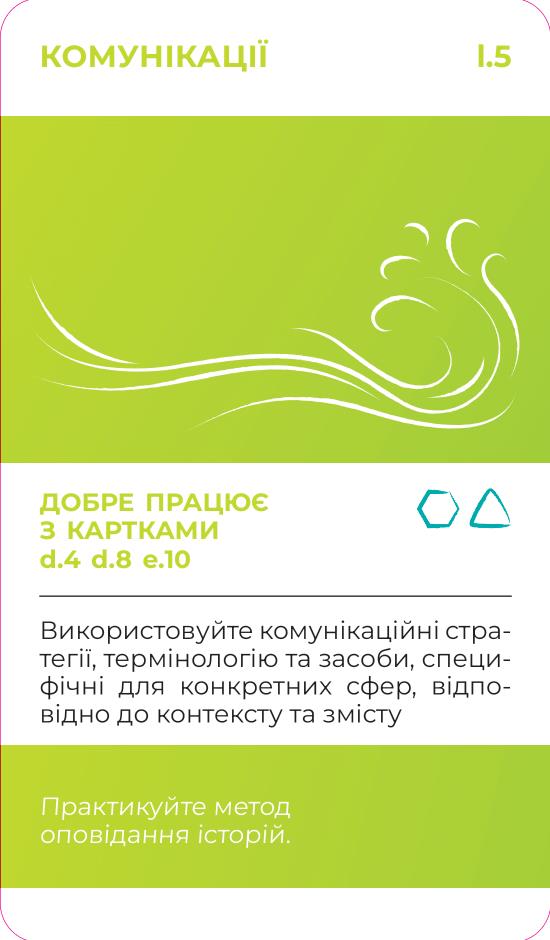 КОМУНІКАЦІЇ l.5
ДОБРЕ ПРАЦЮЄ
З КАРТКАМИ
d.4 d.8 e.10
Використовуйте комунікаційні стра-
тегії, термінологію та засоби, специ-
фічні для конкретних сфер, відпо-
відно до контексту та змісту
Практикуйте метод
оповідання історій.